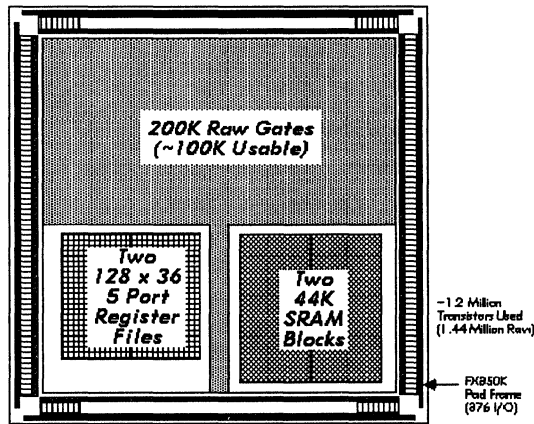 200K Raw Gates
(~100K Usable)
Two
128 x 36
5 Port
Register
Files
Two
44K
SRAM
Blocks
~1.2 Million
Transistors Used
(1.44 Million Raw)
FXB50K
Pad Frame
(376 I/O)